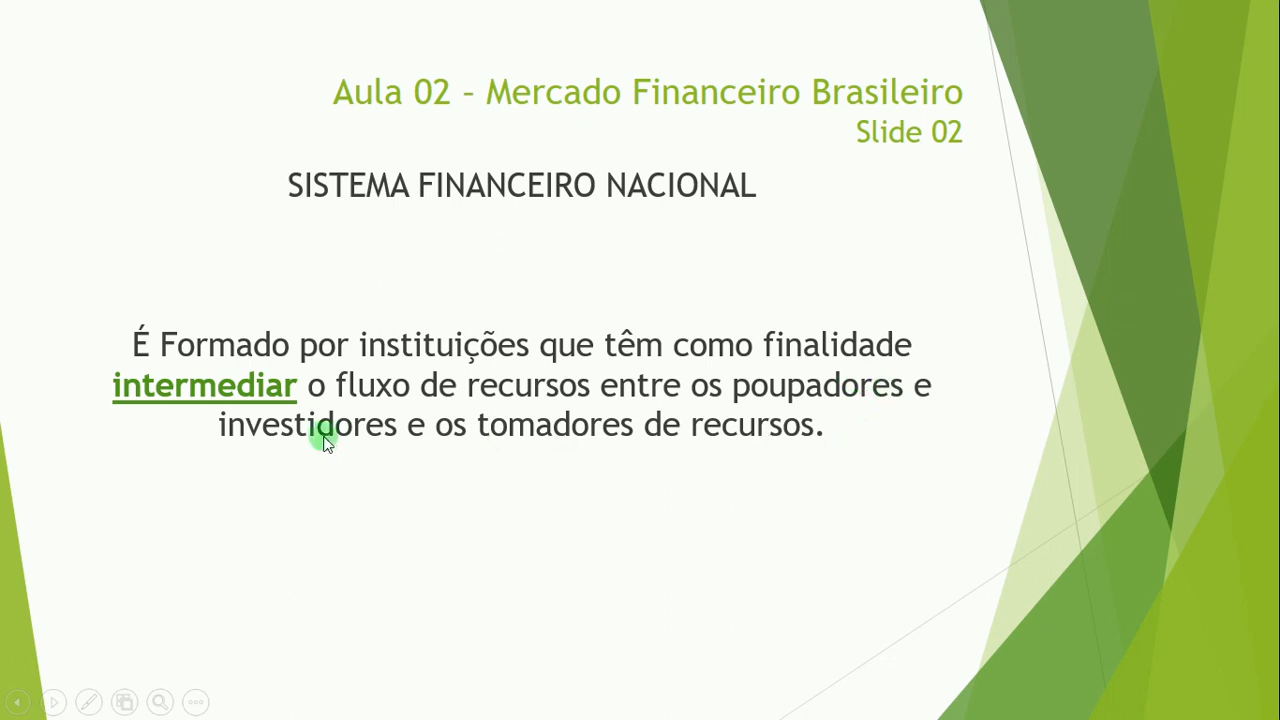 Aula 02 – Mercado Financeiro Brasileiro
Slide 02
SISTEMA FINANCEIRO NACIONAL
É Formado por instituições que têm como finalidade
intermediar o fluxo de recursos entre os poupadores e
investidores e os tomadores de recursos.